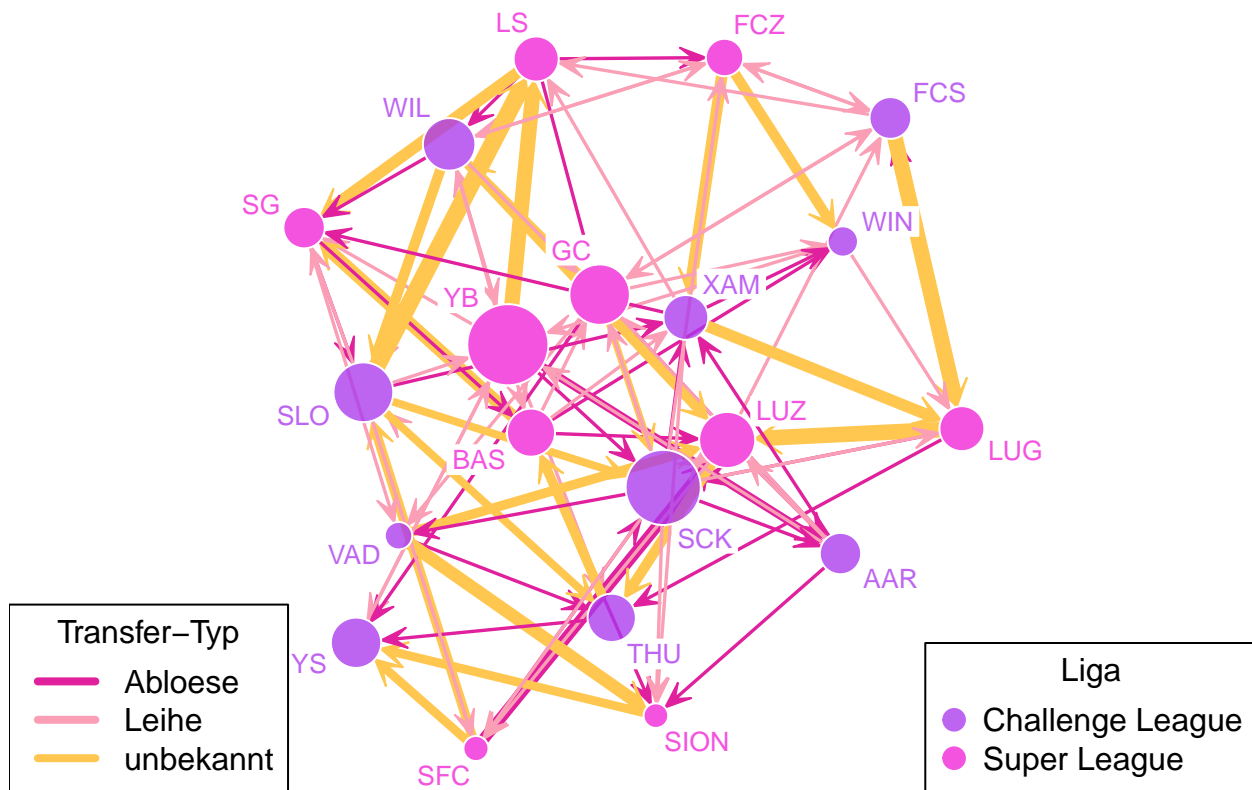 LS
FCZ
FCS
WIL
SG
WIN
GC
XAM
YB
SLO
LUZ
BAS
LUG
SCK
VAD
AAR
THU
YS
SION
SFC
Transfer−Typ
Abloese
Leihe
unbekannt
Liga
Challenge League
Super League